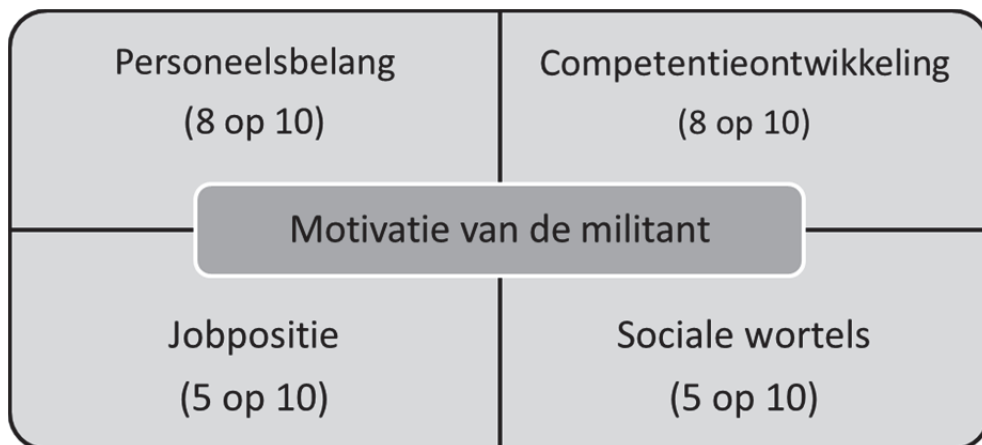 Personeelsbelang
(8 op 10)
Competentieontwikkeling
(8 op 10)
Motivatie van de militant
Jobpositie
(5 op 10)
Sociale wortels
(5 op 10)